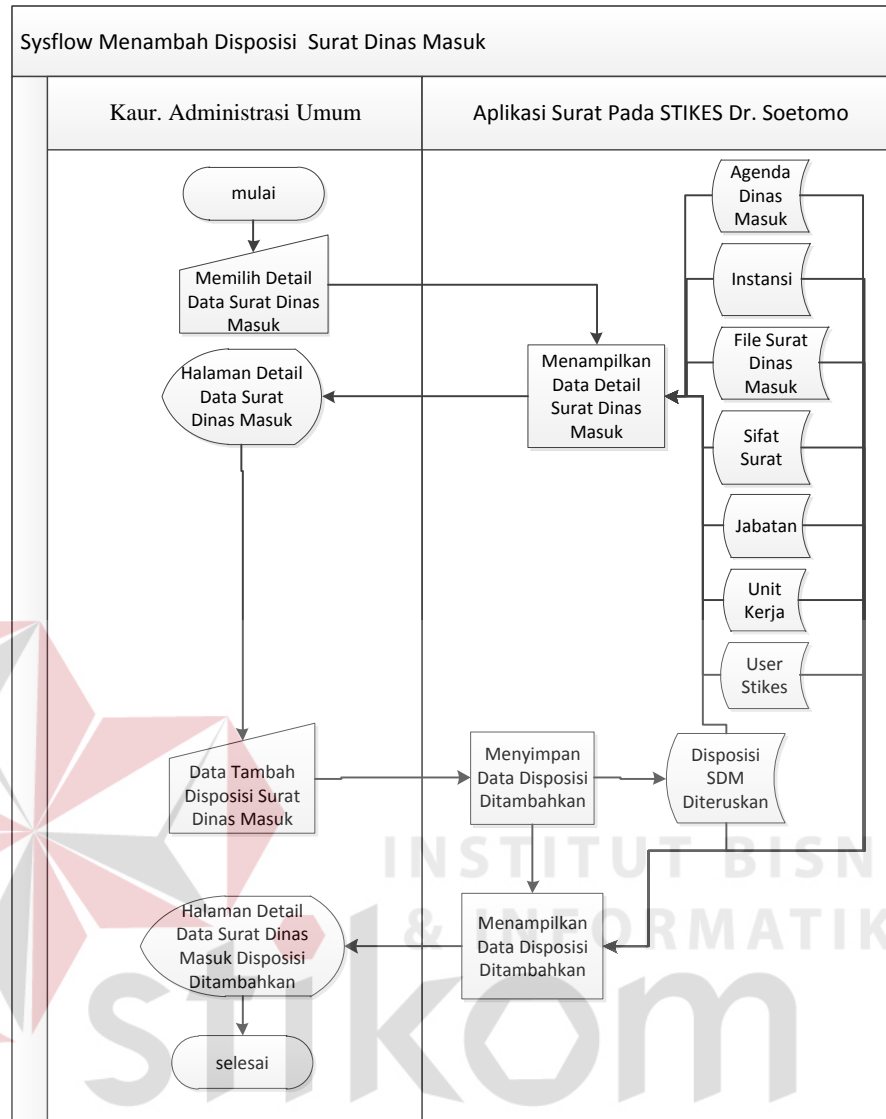 Sysflow Menambah Disposisi Surat Dinas Masuk
Kaur. Administrasi Umum
Aplikasi Surat Pada STIKES Dr. Soetomo
mulai
Memilih Detail
Data Surat Dinas
Masuk
Halaman Detail
Data Surat
Dinas Masuk
Menampilkan
Data Detail
Surat Dinas
Masuk
Agenda
Dinas
Masuk
Instansi
File Surat
Dinas
Masuk
Sifat
Surat
Jabatan
Unit
Kerja
User
Stikes
Data Tambah
Disposisi Surat
Dinas Masuk
Menyimpan
Data Disposisi
Ditambahkan
Disposisi
SDM
Diteruskan
Halaman Detail
Data Surat Dinas
Masuk Disposisi
Ditambahkan
Menampilkan
Data Disposisi
Ditambahkan
selesai
INSTITUT BISN
& INFORMATIK
stikom